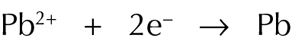 Pb²⁺ + 2e⁻ → Pb